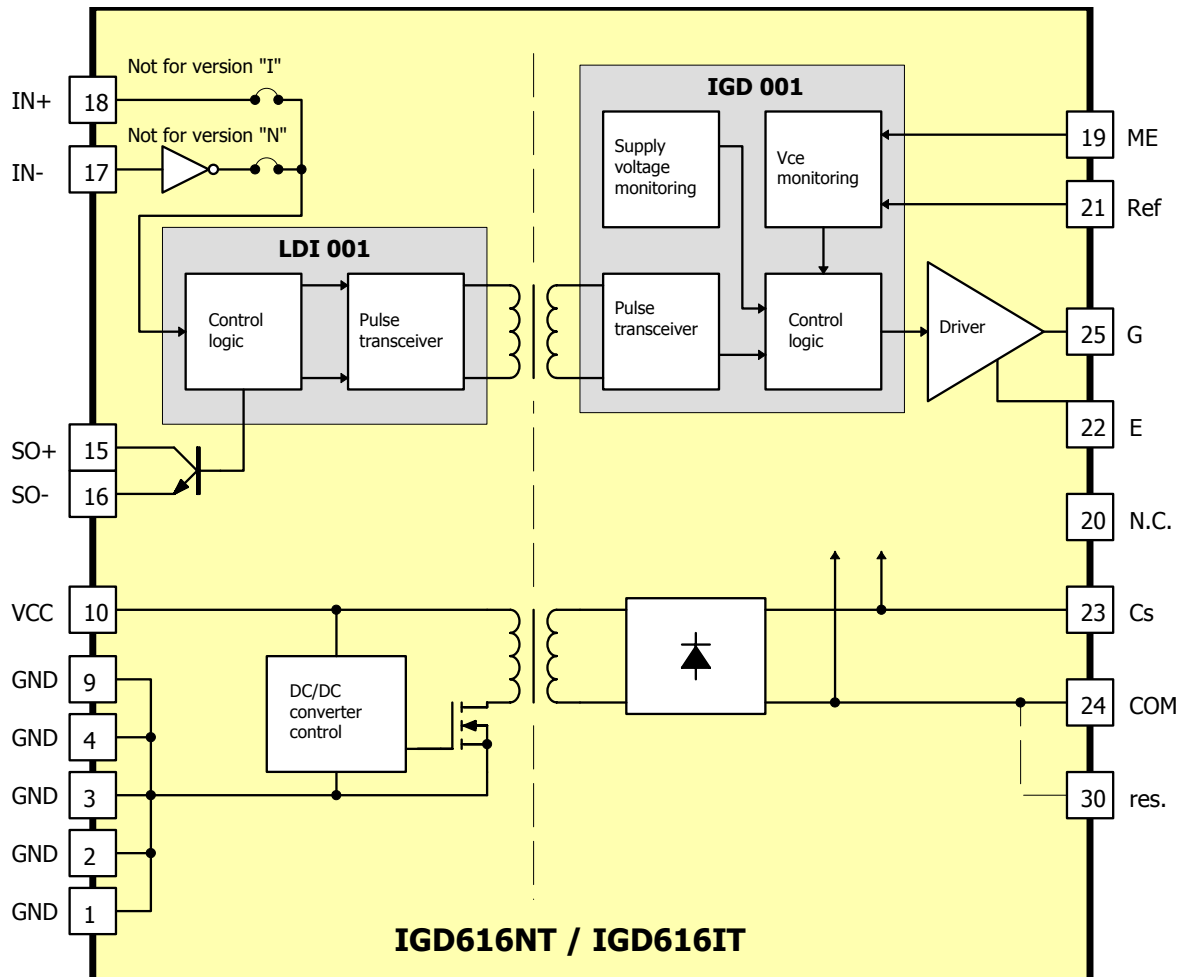 Not for version "I"
IN+
18
Not for version "N"
IN-
17
LDI 001
Control
logic
Pulse
transceiver
SO+
15
SO-
16
IGD 001
Supply
voltage
monitoring
Vce
monitoring
Pulse
transceiver
Control
logic
Driver
19
ME
21
Ref
25
G
22
E
20
N.C.
VCC
10
GND
9
GND
4
GND
3
GND
2
GND
1
DC/DC
converter
control
23
Cs
24
COM
30
res.
IGD616NT / IGD616IT